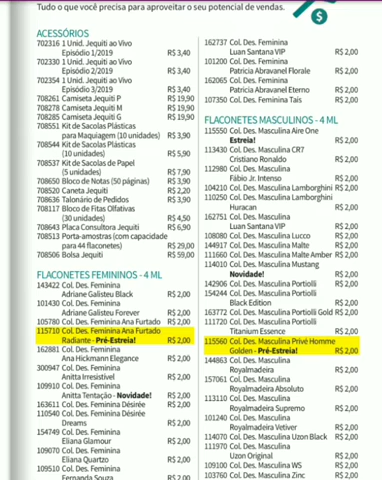 Tudo o que você precisa para aproveitar o seu potencial de vendas.
$
ACESSÓRIOS
702316 1 Unid. Jequiti ao Vivo
Episódio 1/2019 R$ 3,40
702330 1 Unid. Jequiti ao Vivo
Episódio 2/2019 R$ 3,40
702354 1 Unid. Jequiti ao Vivo
Episódio 3/2019 R$ 3,40
708261 Camiseta Jequiti P R$ 19,90
708278 Camiseta Jequiti M R$ 19,90
708285 Camiseta Jequiti G R$ 19,90
708551 Kit de Sacolas Plásticas
para Maquiagem (10 unidades) R$ 3,90
708544 Kit de Sacolas Plásticas
(10 unidades) R$ 5,90
708537 Kit de Sacolas de Papel
(5 unidades) R$ 7,90
708650 Bloco de Notas (50 páginas) R$ 3,90
708520 Caneta Jequiti R$ 2,20
708636 Talonário de Pedidos R$ 3,90
708117 Bloco de Fitas Olfativas
(30 unidades) R$ 4,50
708643 Placa Consultora Jequiti R$ 6,90
708513 Porta-amostras (com capacidade
para 44 flaconetes) R$ 29,00
708506 Bolsa Jequiti R$ 59,00
FLACONETES FEMININOS - 4 ML
143422 Col. Des. Feminina
Adriane Galisteu Black R$ 2,00
101430 Col. Des. Feminina
Adriane Galisteu Forever R$ 2,00
105780 Col. Des. Feminina Ana Furtado R$ 2,00
115710 Col. Des. Feminina Ana Furtado
Radiante - Pré-Estreia! R$ 2,00
162881 Col. Des. Feminina
Ana Hickmann Elegance R$ 2,00
300947 Col. Des. Feminina
Anitta Irresistível R$ 2,00
109910 Col. Des. Feminina
Anitta Tentação - Novidade! R$ 2,00
163611 Col. Des. Feminina Désirée R$ 2,00
110540 Col. Des. Feminina Désirée
Dreams R$ 2,00
154749 Col. Des. Feminina
Eliana Glamour R$ 2,00
109070 Col. Des. Feminina
Eliana Quartzo R$ 2,00
109510 Col. Des. Feminina
Fernanda Souza R$ 2,00
162737 Col. Des. Feminina
Luan Santana VIP R$ 2,00
101200 Col. Des. Feminina
Patricia Abravanel Florale R$ 2,00
162065 Col. Des. Feminina
Patricia Abravanel Eterno R$ 2,00
107350 Col. Des. Feminina Tais R$ 2,00
FLACONETES MASCULINOS - 4 ML
115550 Col. Des. Masculina Aire One
Estreia! R$ 2,00
113430 Col. Des. Masculina CR7
Cristiano Ronaldo R$ 2,00
112980 Col. Des. Masculina
Fábio Jr. Intenso R$ 2,00
104210 Col. Des. Masculina Lamborghini R$ 2,00
110250 Col. Des. Masculina Lamborghini
Huracan R$ 2,00
162751 Col. Des. Masculina
Luan Santana VIP R$ 2,00
108080 Col. Des. Masculina Lucco R$ 2,00
144917 Col. Des. Masculina Malte R$ 2,00
111660 Col. Des. Masculina Malte Amber R$ 2,00
114010 Col. Des. Masculina Mustang
Novidade! R$ 2,00
142906 Col. Des. Masculina Portiolli R$ 2,00
154244 Col. Des. Masculina Portiolli
Black Edition R$ 2,00
163772 Col. Des. Masculina Portiolli Gold R$ 2,00
111720 Col. Des. Masculina Portiolli
Titanium Essence R$ 2,00
115560 Col. Des. Masculina Privé Homme
Golden - Pré-Estreia! R$ 2,00
144863 Col. Des. Masculina
Royalmadeira R$ 2,00
157061 Col. Des. Masculina
Royalmadeira Absoluto R$ 2,00
113110 Col. Des. Masculina
Royalmadeira Supremo R$ 2,00
101240 Col. Des. Masculina
Royalmadeira Vetiver R$ 2,00
114070 Col. Des. Masculina Uzon Black R$ 2,00
111970 Col. Des. Masculina
Uzon Original R$ 2,00
109100 Col. Des. Masculina WS R$ 2,00
103760 Col. Des. Masculina Zinc R$ 2,00